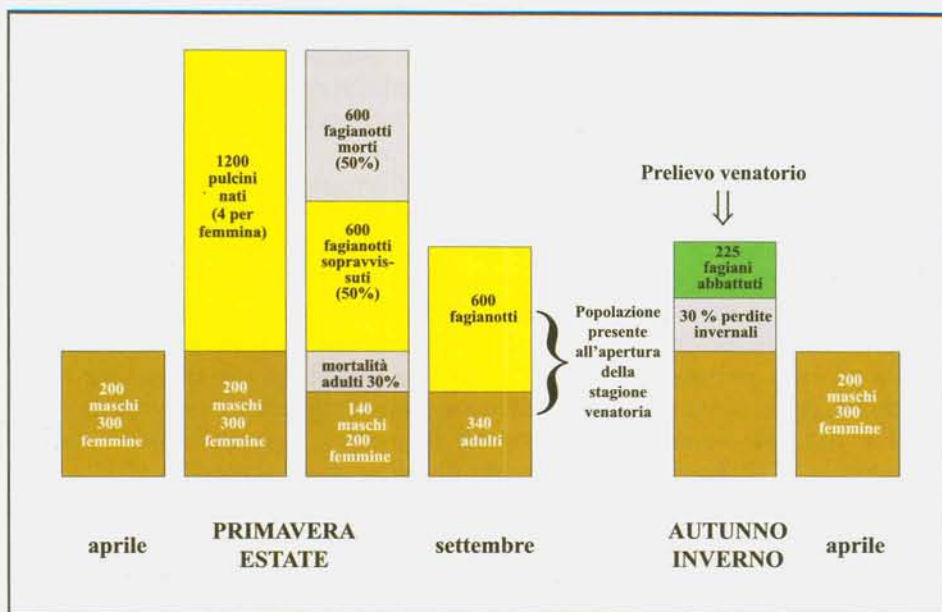 1200
pulcini
nati
(4 per
femmina)
600
fagianotti
morti
(50%)
600
fagianotti
sopravvis-
suti
(50%)
Prelievo venatorio
225
fagiani
abbattuti
600
fagianotti
Popolazione
presente
all'apertura
della
stagione
venatoria
30 % perdite
invernali
200
maschi
300
femmine
200
maschi
300
femmine
mortalità
adulti 30%
140
maschi
200
femmine
340
adulti
200
maschi
300
femmine
aprile
PRIMAVERA
ESTATE
settembre
AUTUNNO
INVERNO
aprile